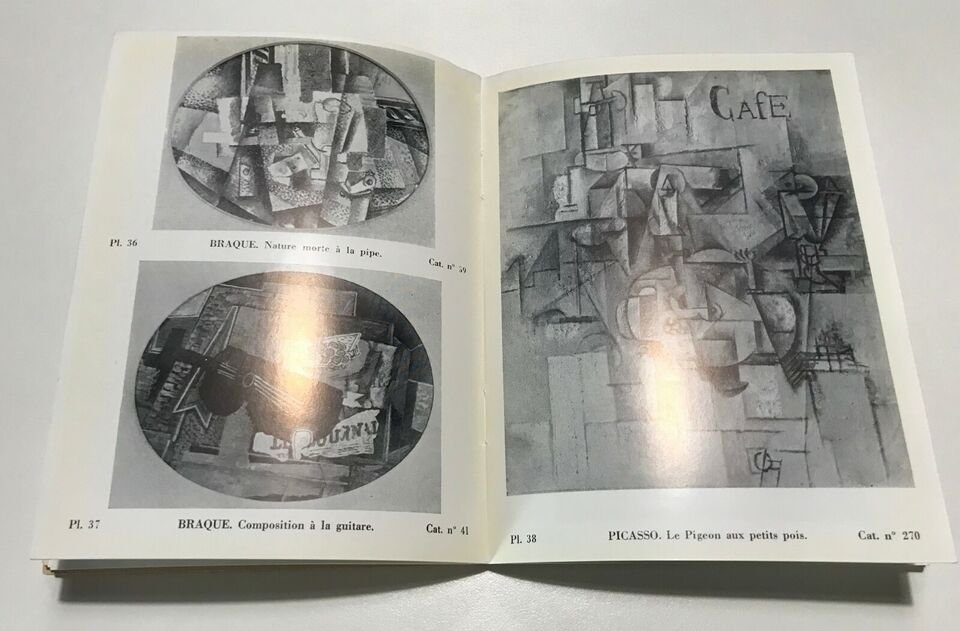 Pl. 36
BRAQUE. Nature morte à la pipe.
Cat. n° 59
Pl. 37
BRAQUE. Composition à la guitare.
Cat. n° 41
CAfE
Pl. 38
PICASSO. Le Pigeon aux petits pois.
Cat. n° 270